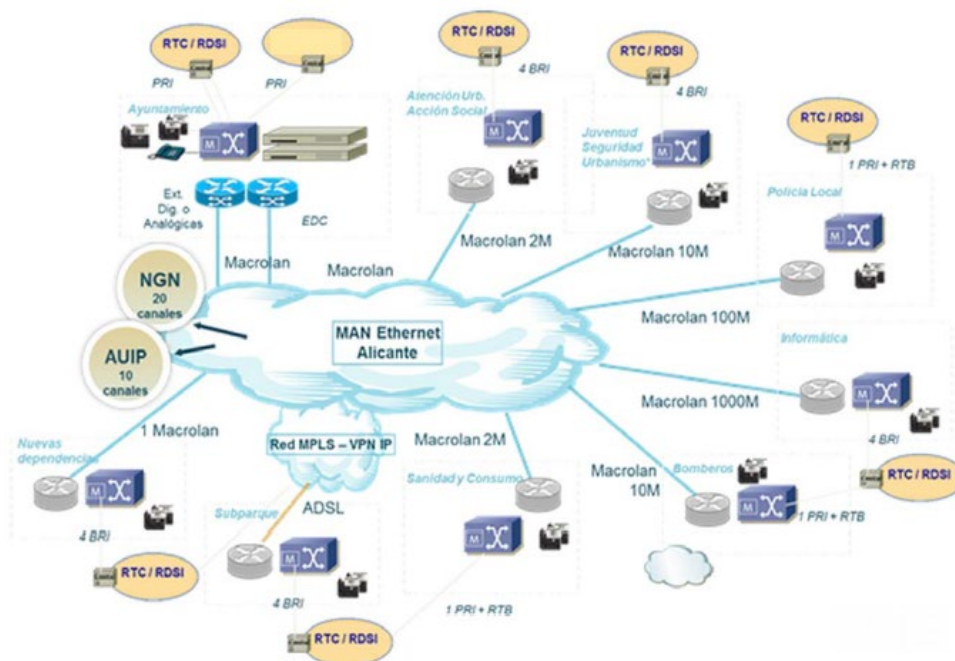 RTC / RDSI
PRI
PRI
Ayuntamiento
M
Ext.
Dig. o
Analógicas
EDC
Macrolan
RTC / RDSI
4 BRI
Atención Urb.
Acción Social
M
Macrolan 2M
RTC / RDSI
4 BRI
Juventud
Seguridad
Urbanismo*
M
Macrolan 10M
RTC / RDSI
1 PRI + RTB
Policía Local
M
Macrolan 100M
Macrolan
NGN
20
canales
AUIP
10
canales
MAN Ethernet
Alicante
Informática
M
Macrolan 1000M
4 BRI
RTC / RDSI
1 Macrolan
Nuevas
dependencias
M
4 BRI
Central
RTC / RDSI
Red MPLS – VPN IP
ADSL
Subparque
M
4 BRI
Central
RTC / RDSI
Macrolan 2M
Sanidad y Consumo
M
1 PRI + RTB
Macrolan
10M
Bomberos
M
1 PRI + RTB